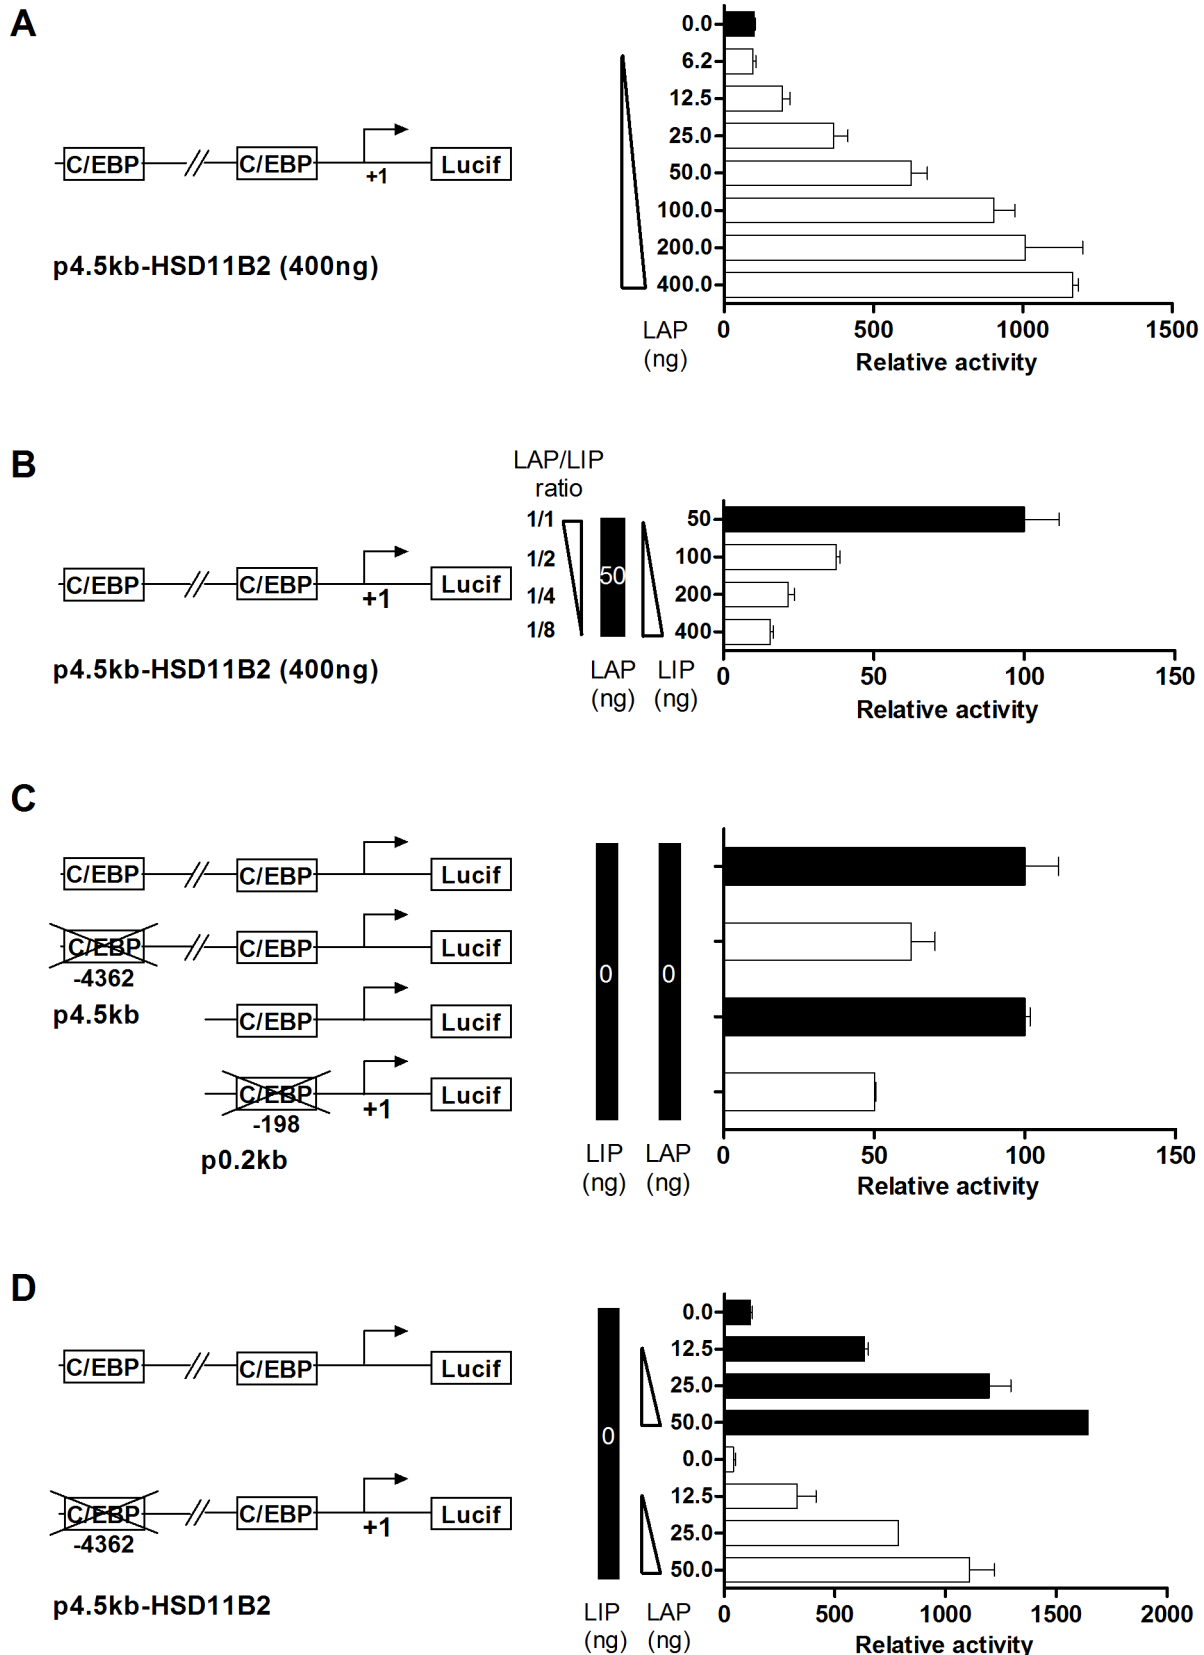 A
C/EBP
C/EBP
+1
Lucif
p4.5kb-HSD11B2 (400ng)
0.0
6.2
12.5
25.0
50.0
100.0
200.0
400.0
LAP
(ng)
0 500 1000 1500
Relative activity
B
C/EBP
C/EBP
+1
Lucif
p4.5kb-HSD11B2 (400ng)
LAP/LIP
ratio
1/1
1/2
1/4
1/8
50
LAP
(ng)
LIP
(ng)
50
100
200
400
0 50 100 150
Relative activity
C
C/EBP C/EBP Lucif
C/EBP C/EBP Lucif
-4362
p4.5kb
C/EBP Lucif
C/EBP +1 Lucif
-198
p0.2kb
0
0
LIP
(ng)
LAP
(ng)
0 50 100 150
Relative activity
D
C/EBP C/EBP Lucif
C/EBP C/EBP +1 Lucif
-4362
p4.5kb-HSD11B2
0
LIP
(ng)
LAP
(ng)
0.0
12.5
25.0
50.0
0.0
12.5
25.0
50.0
0 500 1000 1500 2000
Relative activity